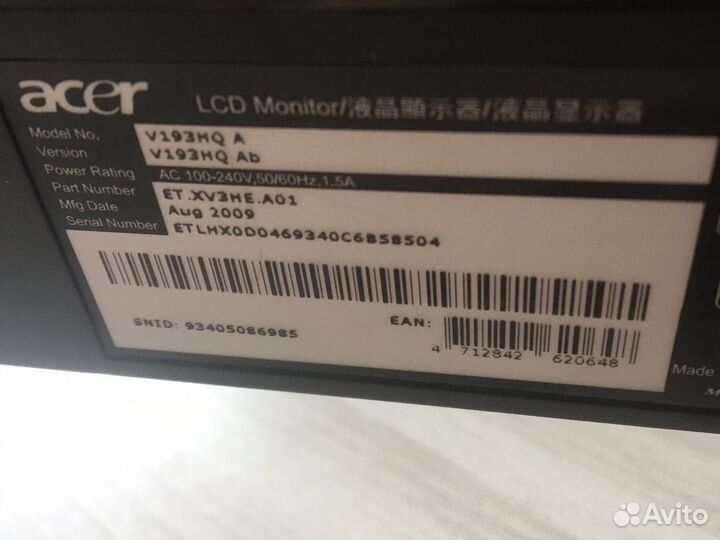 acer LCD Monitor/液晶顯示器/液晶显示器
Model No. V193HQ A
Version V193HQ Ab
Power Rating AC 100-240V,50/60Hz,1.5A
Part Number ET.XV3HE.A01
Mfg Date Aug 2009
Serial Number ETLHX0D0469340C6B58504
SNID: 93405086985 EAN:
4 712842 620648
Made
Avito